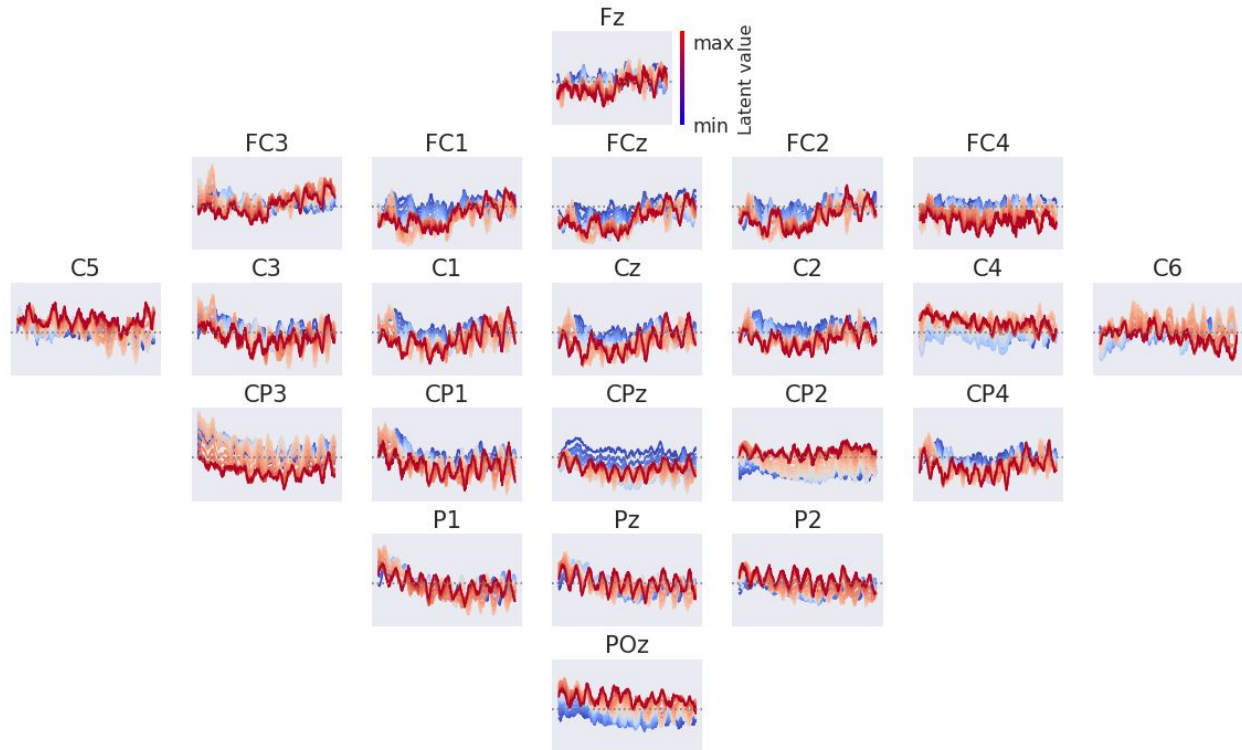 Fz
max
min
Latent value
FC3 FC1 FCz FC2 FC4
C5 C3 C1 Cz C2 C4 C6
CP3 CP1 CPz CP2 CP4
P1 Pz P2
POz